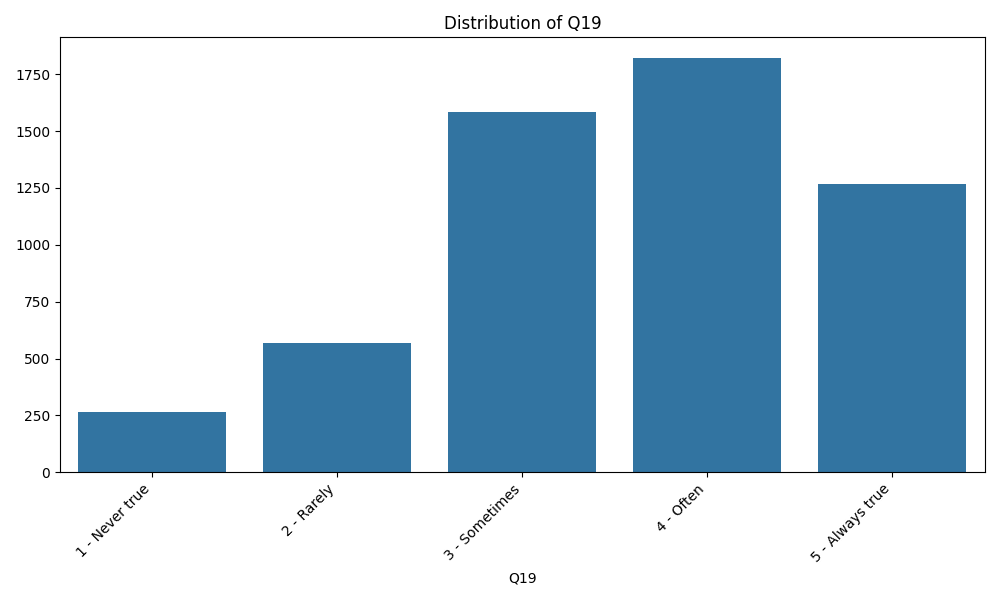 Distribution of Q19
1750
1500
1250
1000
750
500
250
0
1 - Never true
2 - Rarely
3 - Sometimes
4 - Often
5 - Always true
Q19